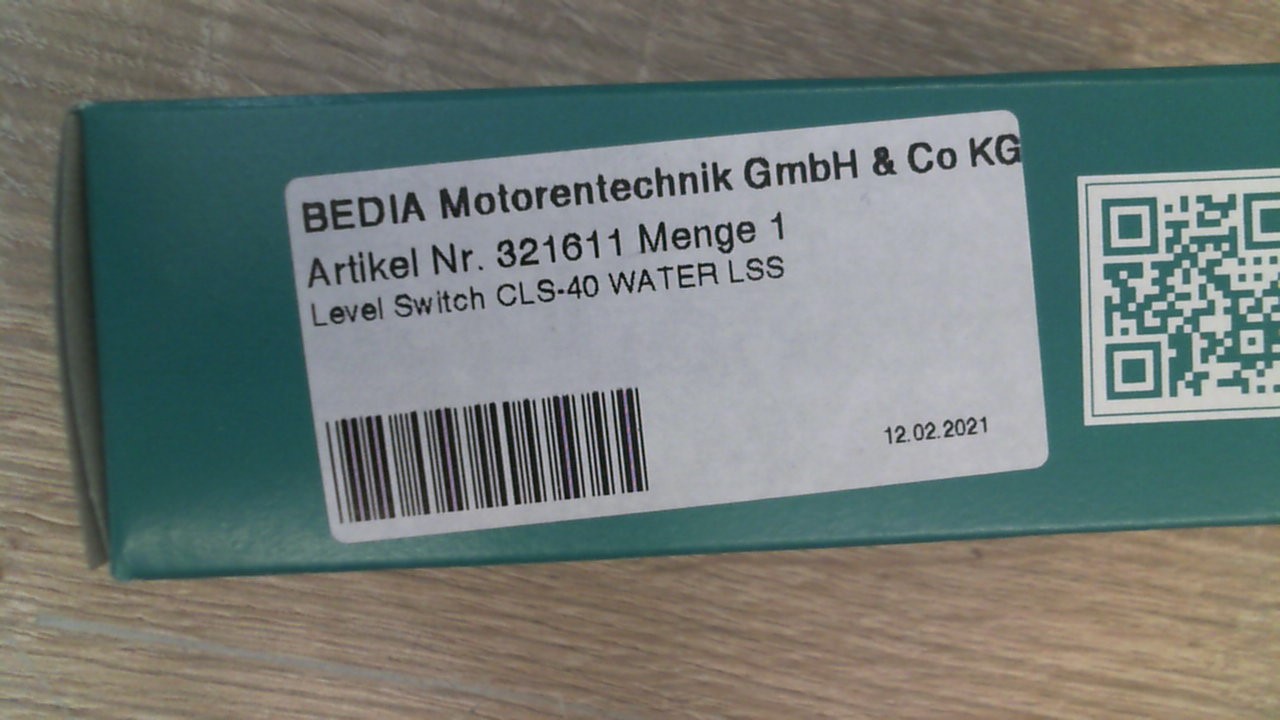 BEDIA Motorentechnik GmbH & Co KG
Artikel Nr. 321611 Menge 1
Level Switch CLS-40 WATER LSS
12.02.2021